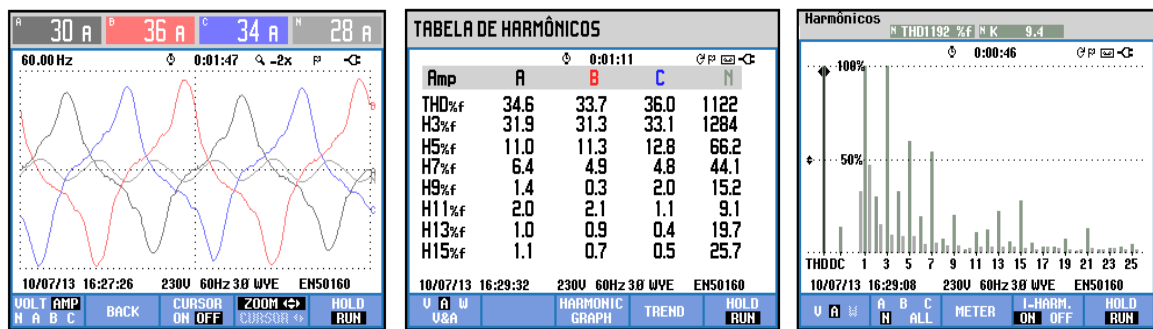 A 30 A B 36 A C 34 A N 28 A
60.00 Hz 0:01:47 -2x P
B
C
10/07/13 16:27:26 230V 60Hz 3Ø WYE EN50160
VOLT AMP BACK CURSOR ZOOM HOLD
N A B C ON OFF CURSOR RUN
TABELA DE HARMÔNICOS
0:01:11
Amp A B C N
THD%f 34.6 33.7 36.0 1122
H3%f 31.9 31.3 33.1 1284
H5%f 11.0 11.3 12.8 66.2
H7%f 6.4 4.9 4.8 44.1
H9%f 1.4 0.3 2.0 15.2
H11%f 2.0 2.1 1.1 9.1
H13%f 1.0 0.9 0.4 19.7
H15%f 1.1 0.7 0.5 25.7
10/07/13 16:29:32 230V 60Hz 3Ø WYE EN50160
V A W HARMONIC TREND HOLD
V&A GRAPH RUN
Harmônicos
N THD1192 %f N K 9.4
0:00:46
100%
50%
THDDC 1 3 5 7 9 11 13 15 17 19 21 23 25
10/07/13 16:29:08 230V 60Hz 3Ø WYE EN50160
V A W A B C METER I-HARM. HOLD
N ALL ON OFF RUN